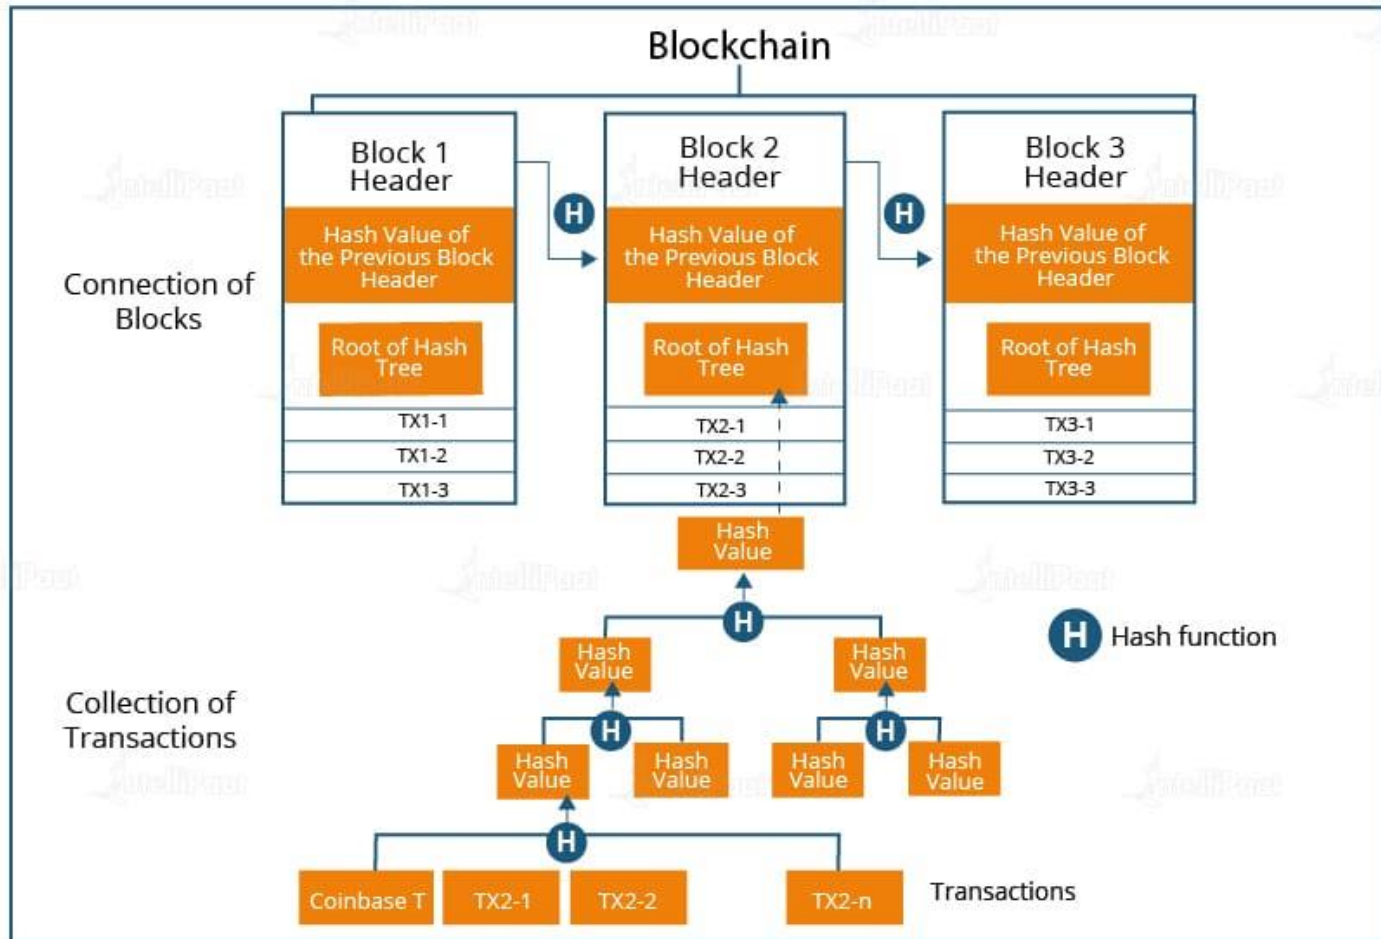 Blockchain
Block 1
Header
Hash Value of
the Previous Block
Header
Root of Hash
Tree
TX1-1
TX1-2
TX1-3
H
Block 2
Header
Hash Value of
the Previous Block
Header
Root of Hash
Tree
TX2-1
TX2-2
TX2-3
H
Block 3
Header
Hash Value of
the Previous Block
Header
Root of Hash
Tree
TX3-1
TX3-2
TX3-3
Connection of
Blocks
Hash
Value
H
H Hash function
Hash
Value
Hash
Value
Collection of
Transactions
H
H
Hash
Value
Hash
Value
Hash
Value
Hash
Value
H
Coinbase T
TX2-1
TX2-2
TX2-n
Transactions